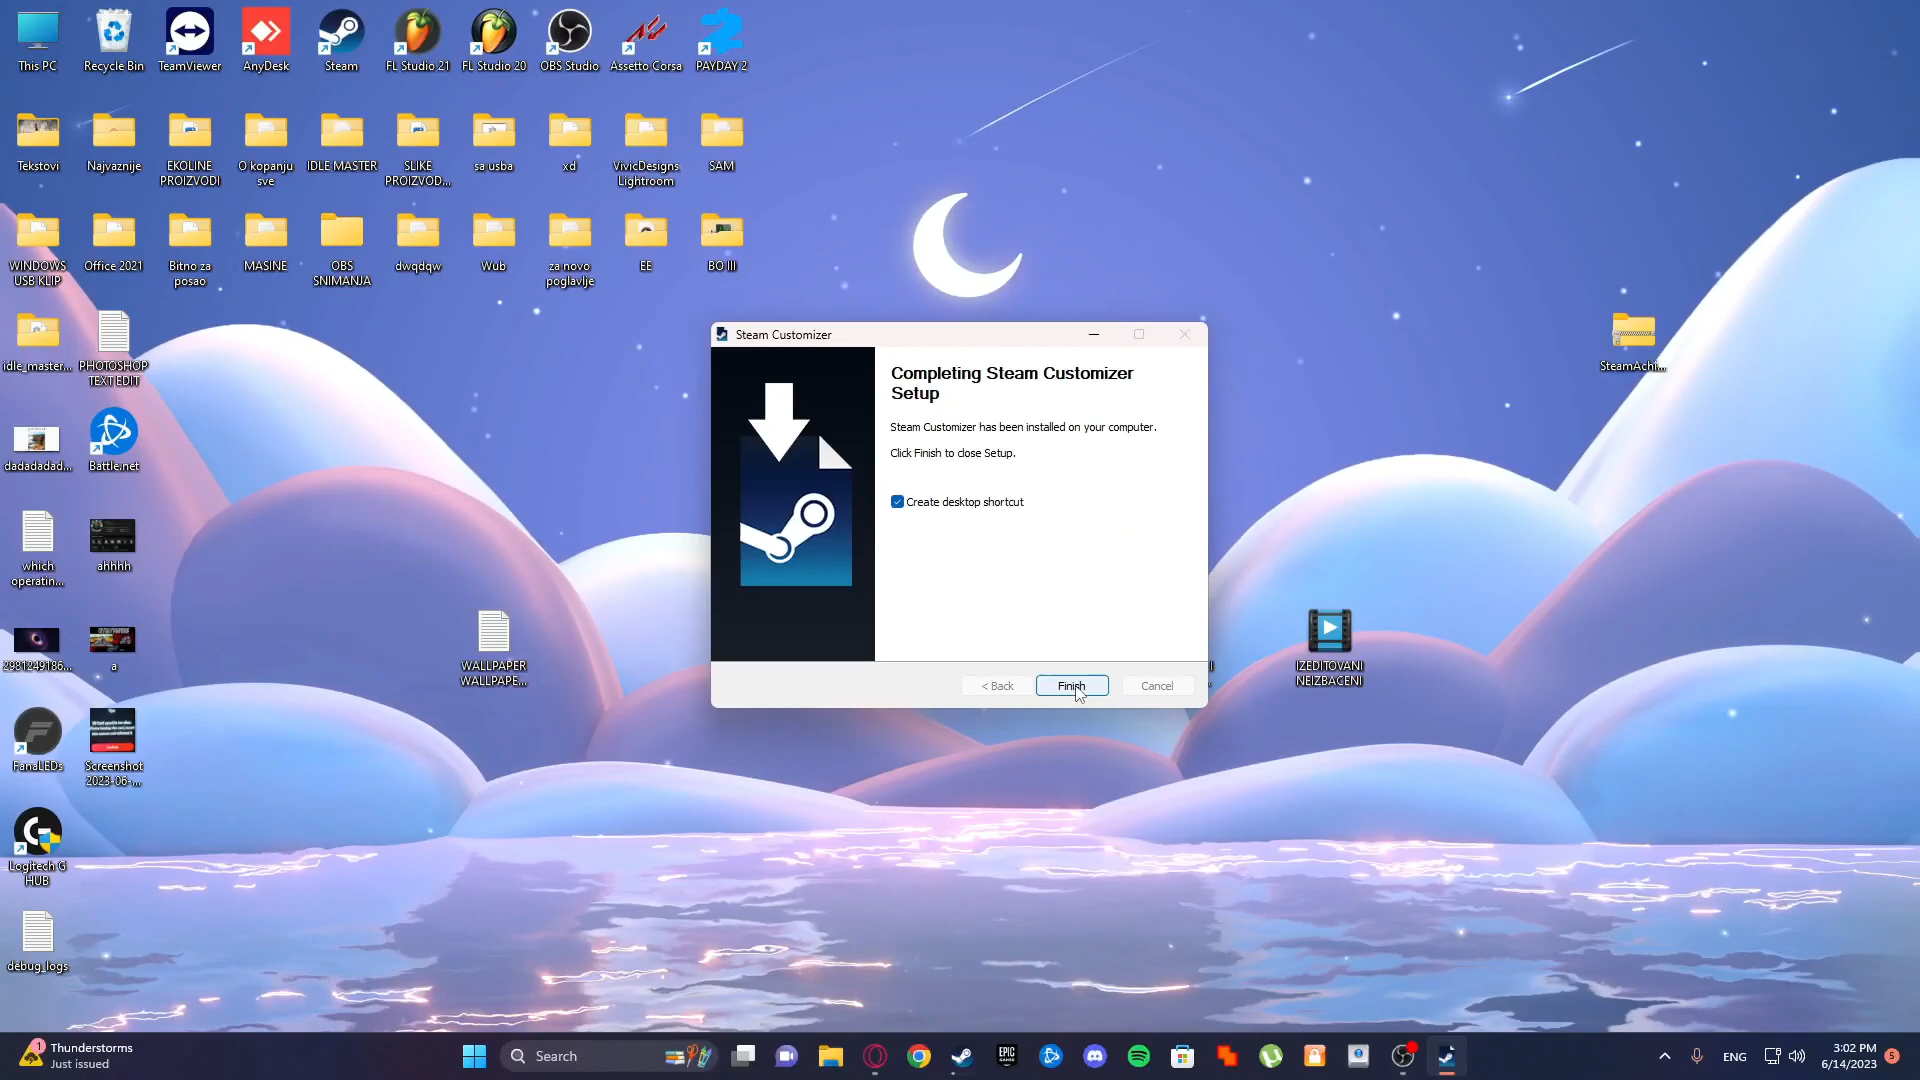 This PC
Recycle Bin
TeamViewer
AnyDesk
Steam
FL Studio 21
FL Studio 20
OBS Studio
Assetto Corsa
PAYDAY 2
Tekstovi
Najvaznije
EKOLINE
PROIZVODI
O kopanju
sve
IDLE MASTER
SLIKE
PROIZVOD...
sa usba
xd
VivicDesigns
Lightroom
SAM
WINDOWS
USB KLIP
Office 2021
Bitno za
posao
MASINE
OBS
SNIMANJA
dwqdqw
Wub
za novo
poglavlje
EE
BO III
idle_master...
PHOTOSHOP
TEXT EDIT
SteamAchi...
dadadadad...
Battle.net
which
operatin...
ahhhh
2981249186...
a
WALLPAPER
WALLPAPE...
IZEDITOVANI
NEIZBACENI
FanaLEDs
Screenshot
2023-06-...
Logitech G
HUB
debug_logs
Steam Customizer
Completing Steam Customizer
Setup
Steam Customizer has been installed on your computer.
Click Finish to close Setup.
Create desktop shortcut
< Back
Finish
Cancel
1
Thunderstorms
Just issued
Search
EPIC
GAMES
ENG
3:02 PM
6/14/2023
5